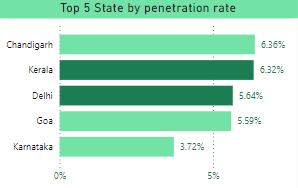 Top 5 State by penetration rate
Chandigarh 6.36%
Kerala 6.32%
Delhi 5.64%
Goa 5.59%
Karnataka 3.72%
0% 5%